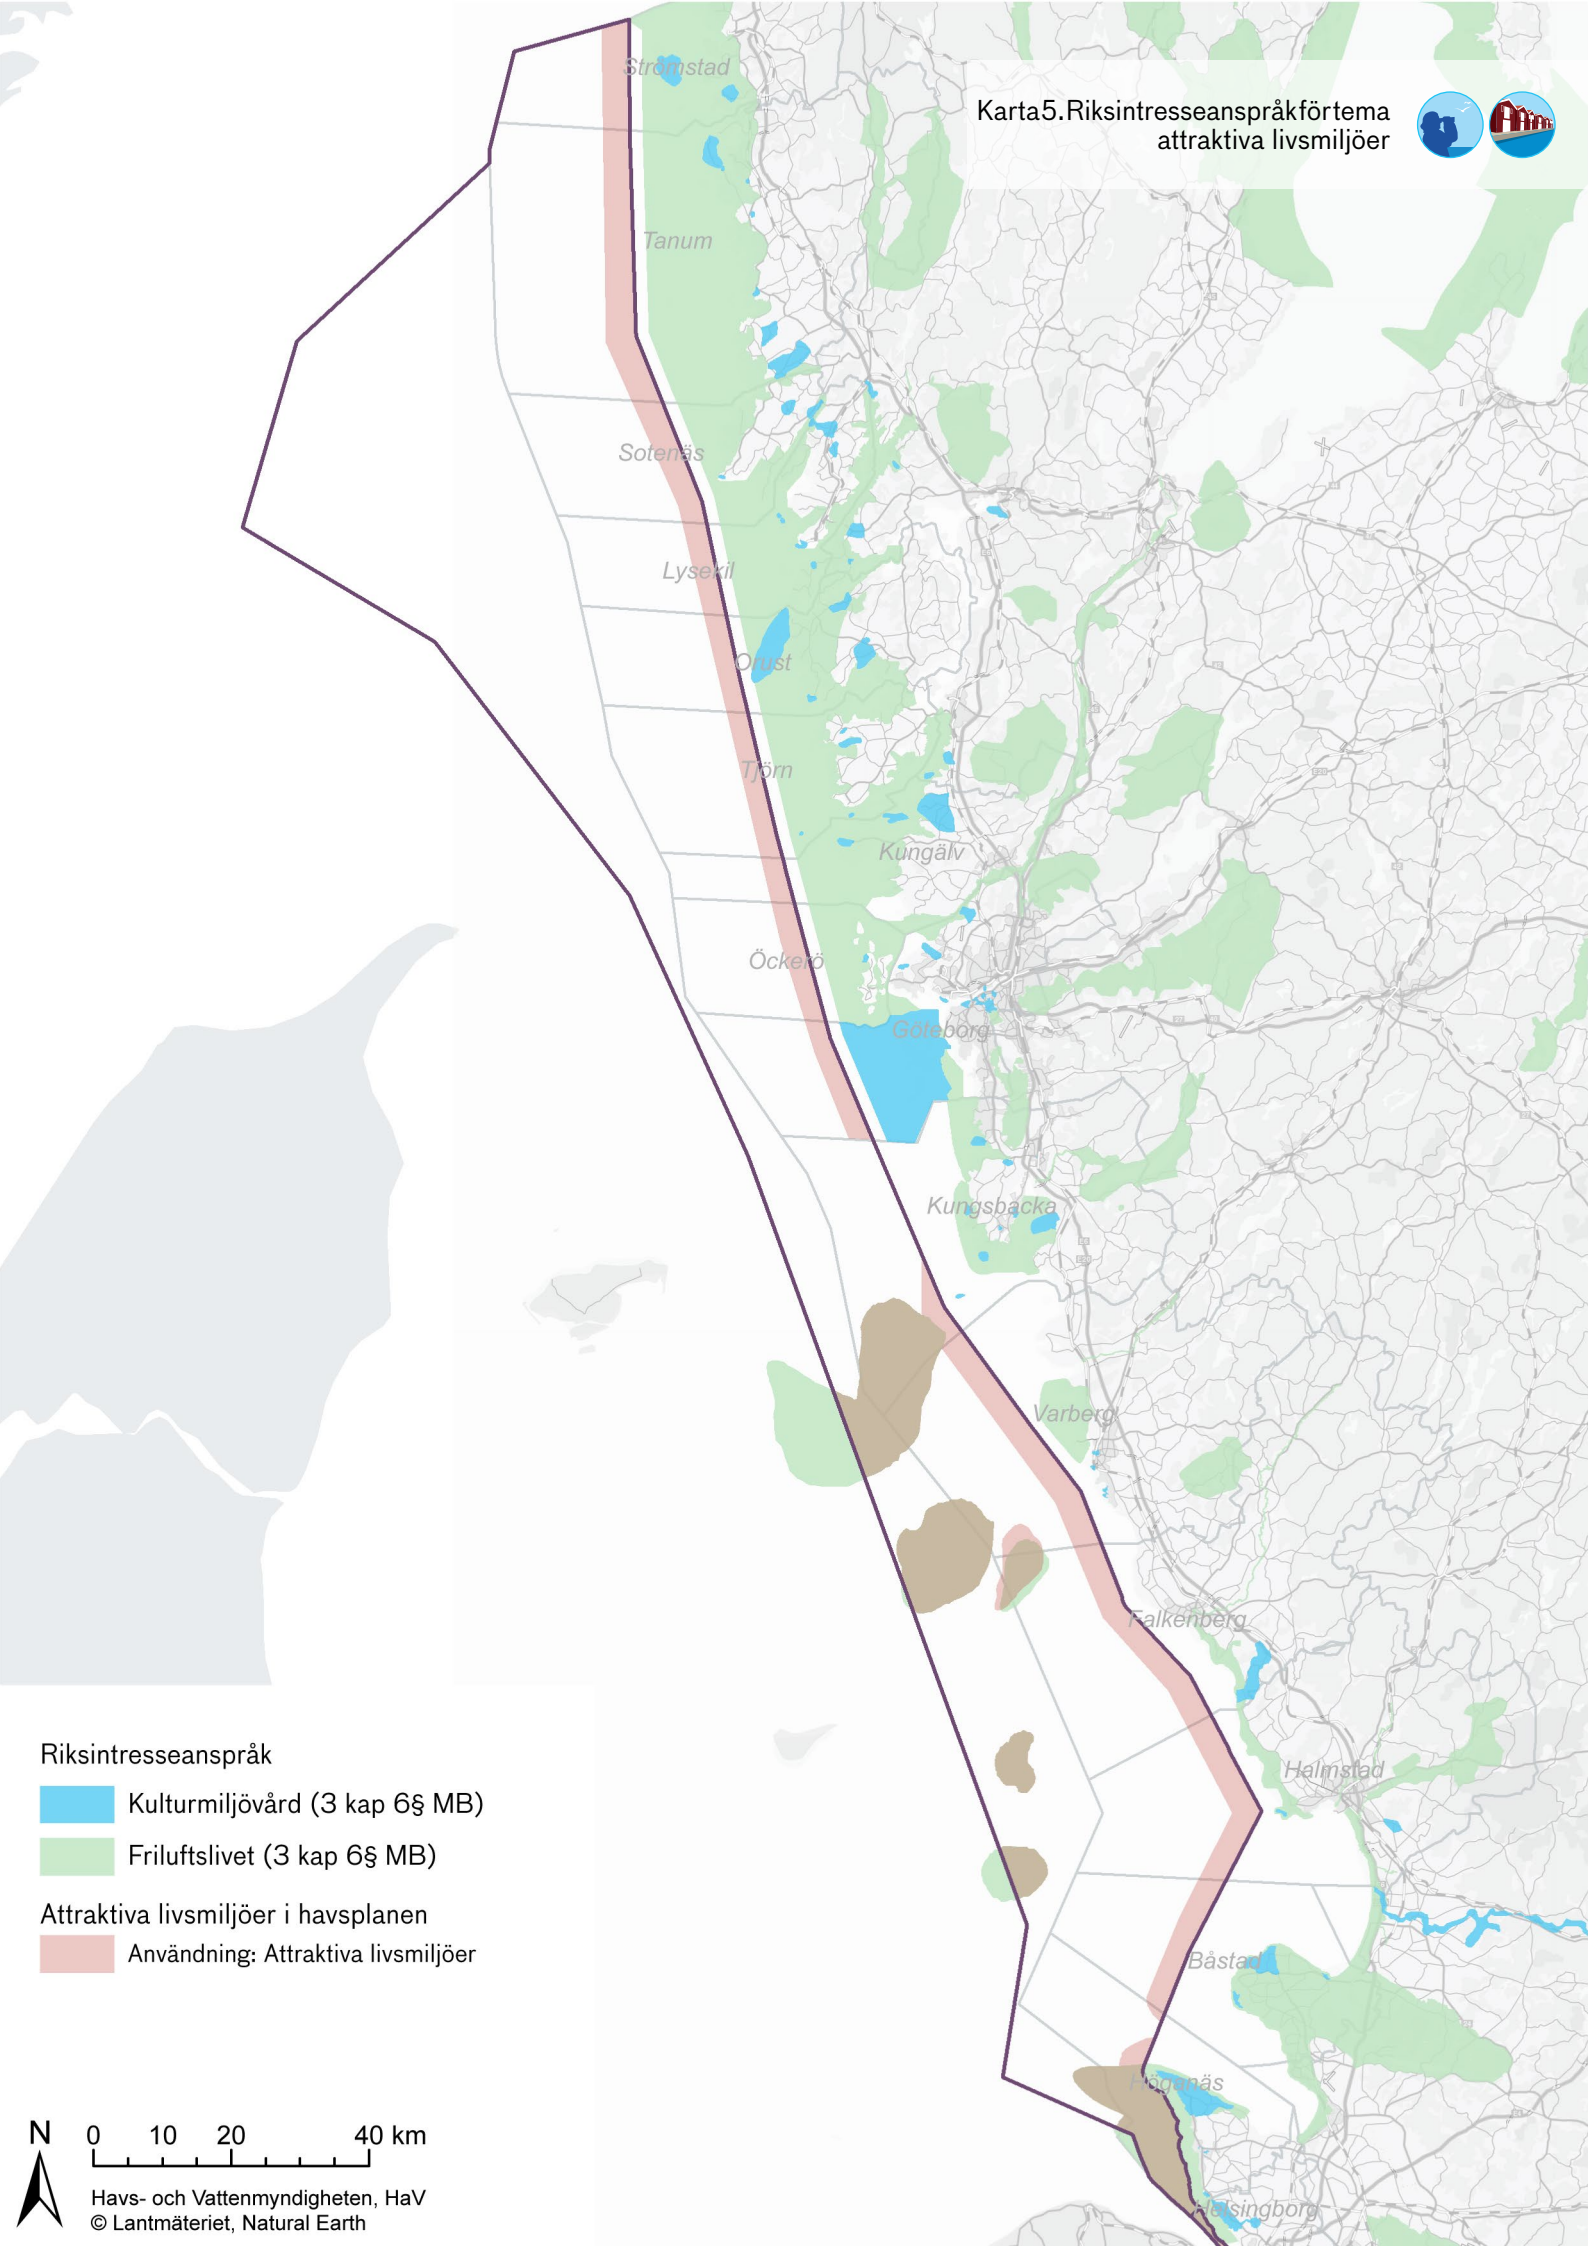 Karta5.Riksintresseanspråkförtema
attraktiva livsmiljöer
Strömstad
Tanum
Sotenäs
Lysekil
Orust
Tjörn
Kungälv
Öckerö
Göteborg
Kungsbacka
Varberg
Falkenberg
Halmstad
Båstad
Höganäs
Helsingborg
Riksintresseanspråk
Kulturmiljövård (3 kap 6§ MB)
Friluftslivet (3 kap 6§ MB)
Attraktiva livsmiljöer i havsplanen
Användning: Attraktiva livsmiljöer
N 0 10 20 40 km
Havs- och Vattenmyndigheten, HaV
© Lantmäteriet, Natural Earth